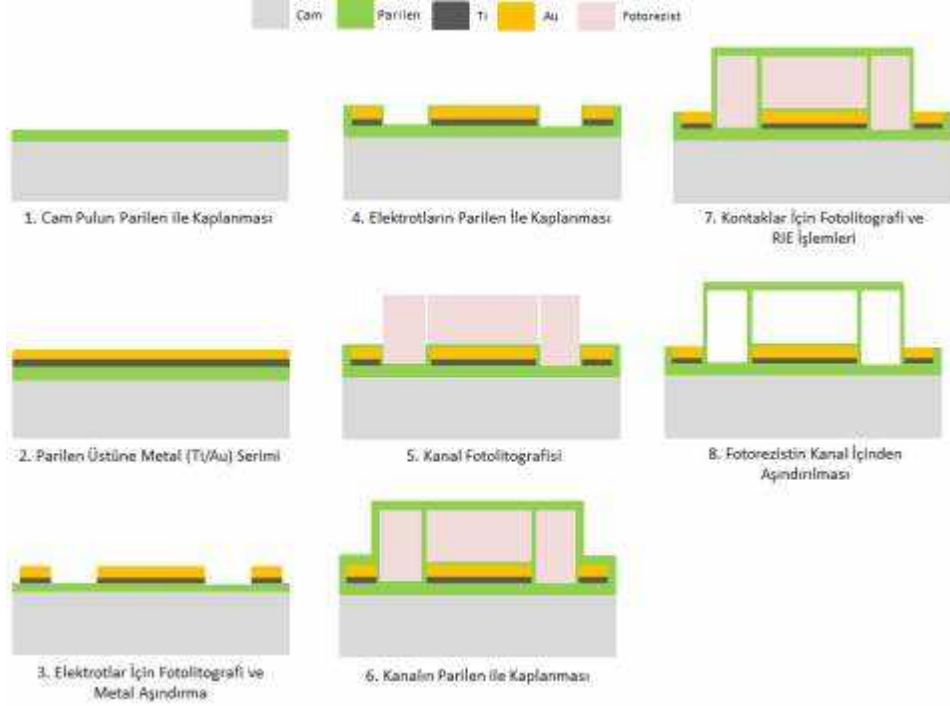 Cam Parilen Ti Au Fotorezist
1. Cam Pulun Parilen ile Kaplanması
2. Parilen Üstüne Metal (Ti/Au) Serimi
3. Elektrotlar İçin Fotolitografi ve
Metal Aşındırma
4. Elektrotların Parilen İle Kaplanması
5. Kanal Fotolitografisi
6. Kanalın Parilen ile Kaplanması
7. Kontaklar İçin Fotolitografi ve
RIE İşlemleri
8. Fotorezistin Kanal İçinden
Aşındırılması